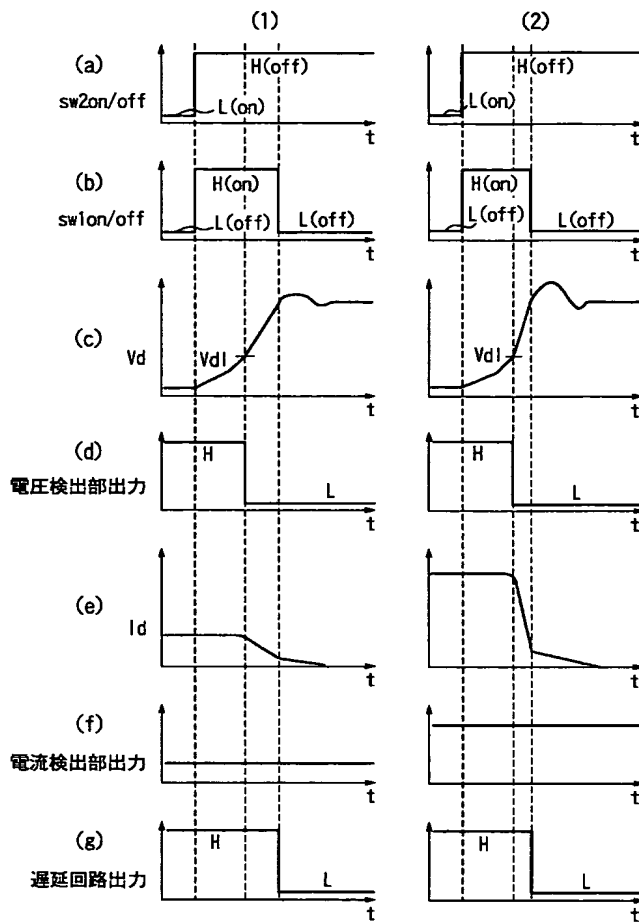 (1)
(2)
(a)
sw2on/off
H(off)
L(on)
t
H(off)
L(on)
t
(b)
sw1on/off
H(on)
L(off)
L(off)
t
H(on)
L(off)
L(off)
t
(c)
Vd
Vdl
t
Vdl
t
(d)
電圧検出部出力
H
L
t
H
L
t
(e)
Id
t
t
(f)
電流検出部出力
t
t
(g)
遅延回路出力
H
L
t
H
L
t